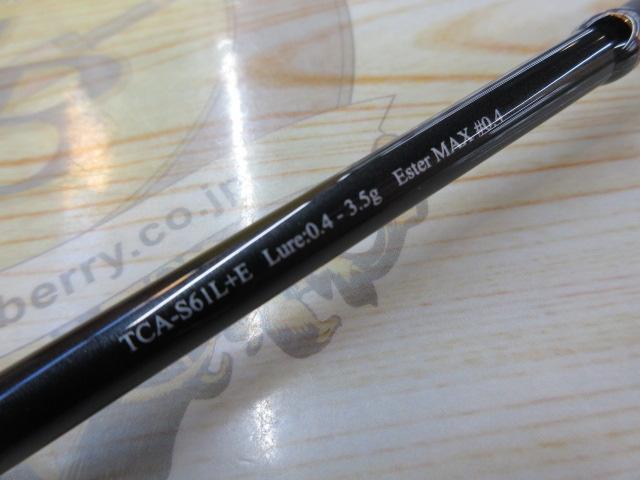 TCA-S61L+E Lure:0.4 - 3.5g Ester MAX #0.4
berry.co.jp